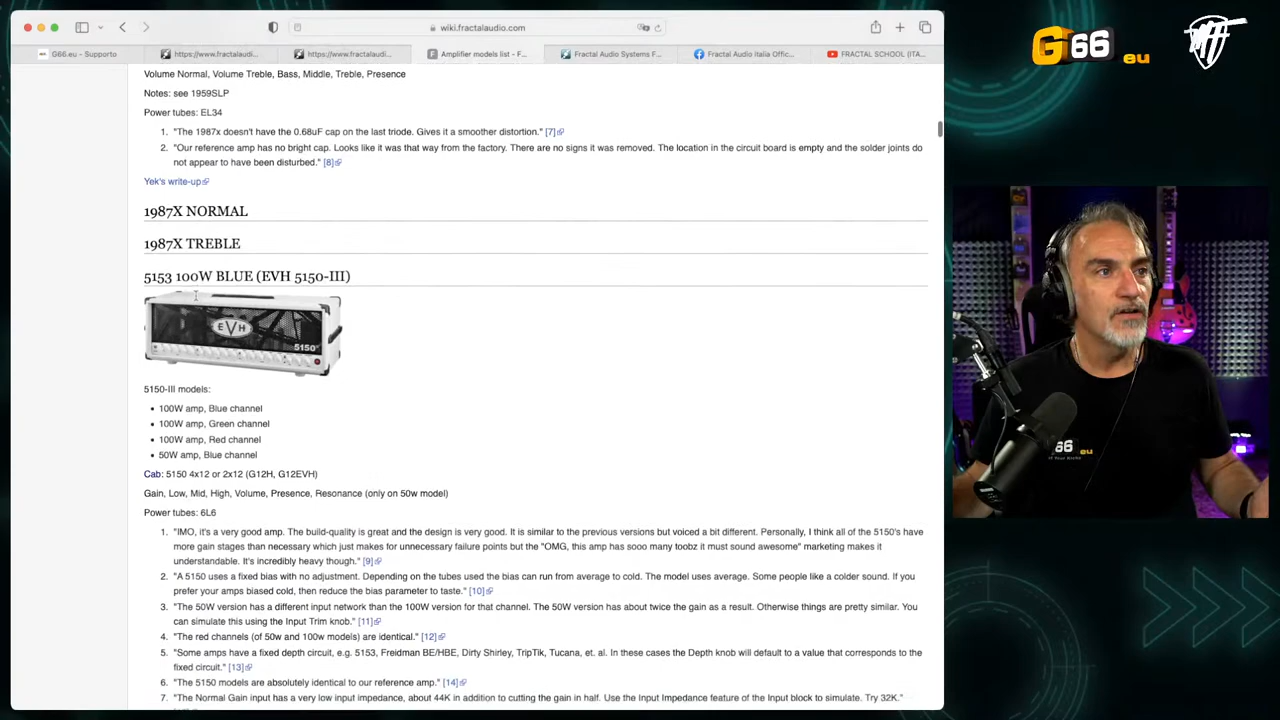 wiki.fractalaudio.com
G66.eu - Supporto
https://www.fractalaudi...
https://www.fractalaudi...
Amplifier models list - F...
Fractal Audio Systems F...
Fractal Audio Italia Offic...
FRACTAL SCHOOL (ITA...
G66
eu
Volume Normal, Volume Treble, Bass, Middle, Treble, Presence
Notes: see 1959SLP
Power tubes: EL34
1. "The 1987x doesn't have the 0.68uF cap on the last triode. Gives it a smoother distortion." [7]
2. "Our reference amp has no bright cap. Looks like it was that way from the factory. There are no signs it was removed. The location in the circuit board is empty and the solder joints do
not appear to have been disturbed." [8]
Yek's write-up
1987X NORMAL
1987X TREBLE
5153 100W BLUE (EVH 5150-III)
EVH
5150
5150-III models:
• 100W amp, Blue channel
• 100W amp, Green channel
• 100W amp, Red channel
• 50W amp, Blue channel
Cab: 5150 4x12 or 2x12 (G12H, G12EVH)
Gain, Low, Mid, High, Volume, Presence, Resonance (only on 50w model)
Power tubes: 6L6
1. "IMO, it's a very good amp. The build-quality is great and the design is very good. It is similar to the previous versions but voiced a bit different. Personally, I think all of the 5150's have
more gain stages than necessary which just makes for unnecessary failure points but the "OMG, this amp has sooo many toobz it must sound awesome" marketing makes it
understandable. It's incredibly heavy though." [9]
2. "A 5150 uses a fixed bias with no adjustment. Depending on the tubes used the bias can run from average to cold. The model uses average. Some people like a colder sound. If you
prefer your amps biased cold, then reduce the bias parameter to taste." [10]
3. "The 50W version has a different input network than the 100W version for that channel. The 50W version has about twice the gain as a result. Otherwise things are pretty similar. You
can simulate this using the Input Trim knob." [11]
4. "The red channels (of 50w and 100w models) are identical." [12]
5. "Some amps have a fixed depth circuit, e.g. 5153, Freidman BE/HBE, Dirty Shirley, TripTik, Tucana, et. al. In these cases the Depth knob will default to a value that corresponds to the
fixed circuit." [13]
6. "The 5150 models are absolutely identical to our reference amp." [14]
7. "The Normal Gain input has a very low input impedance, about 44K in addition to cutting the gain in half. Use the Input Impedance feature of the Input block to simulate. Try 32K."
G66
eu